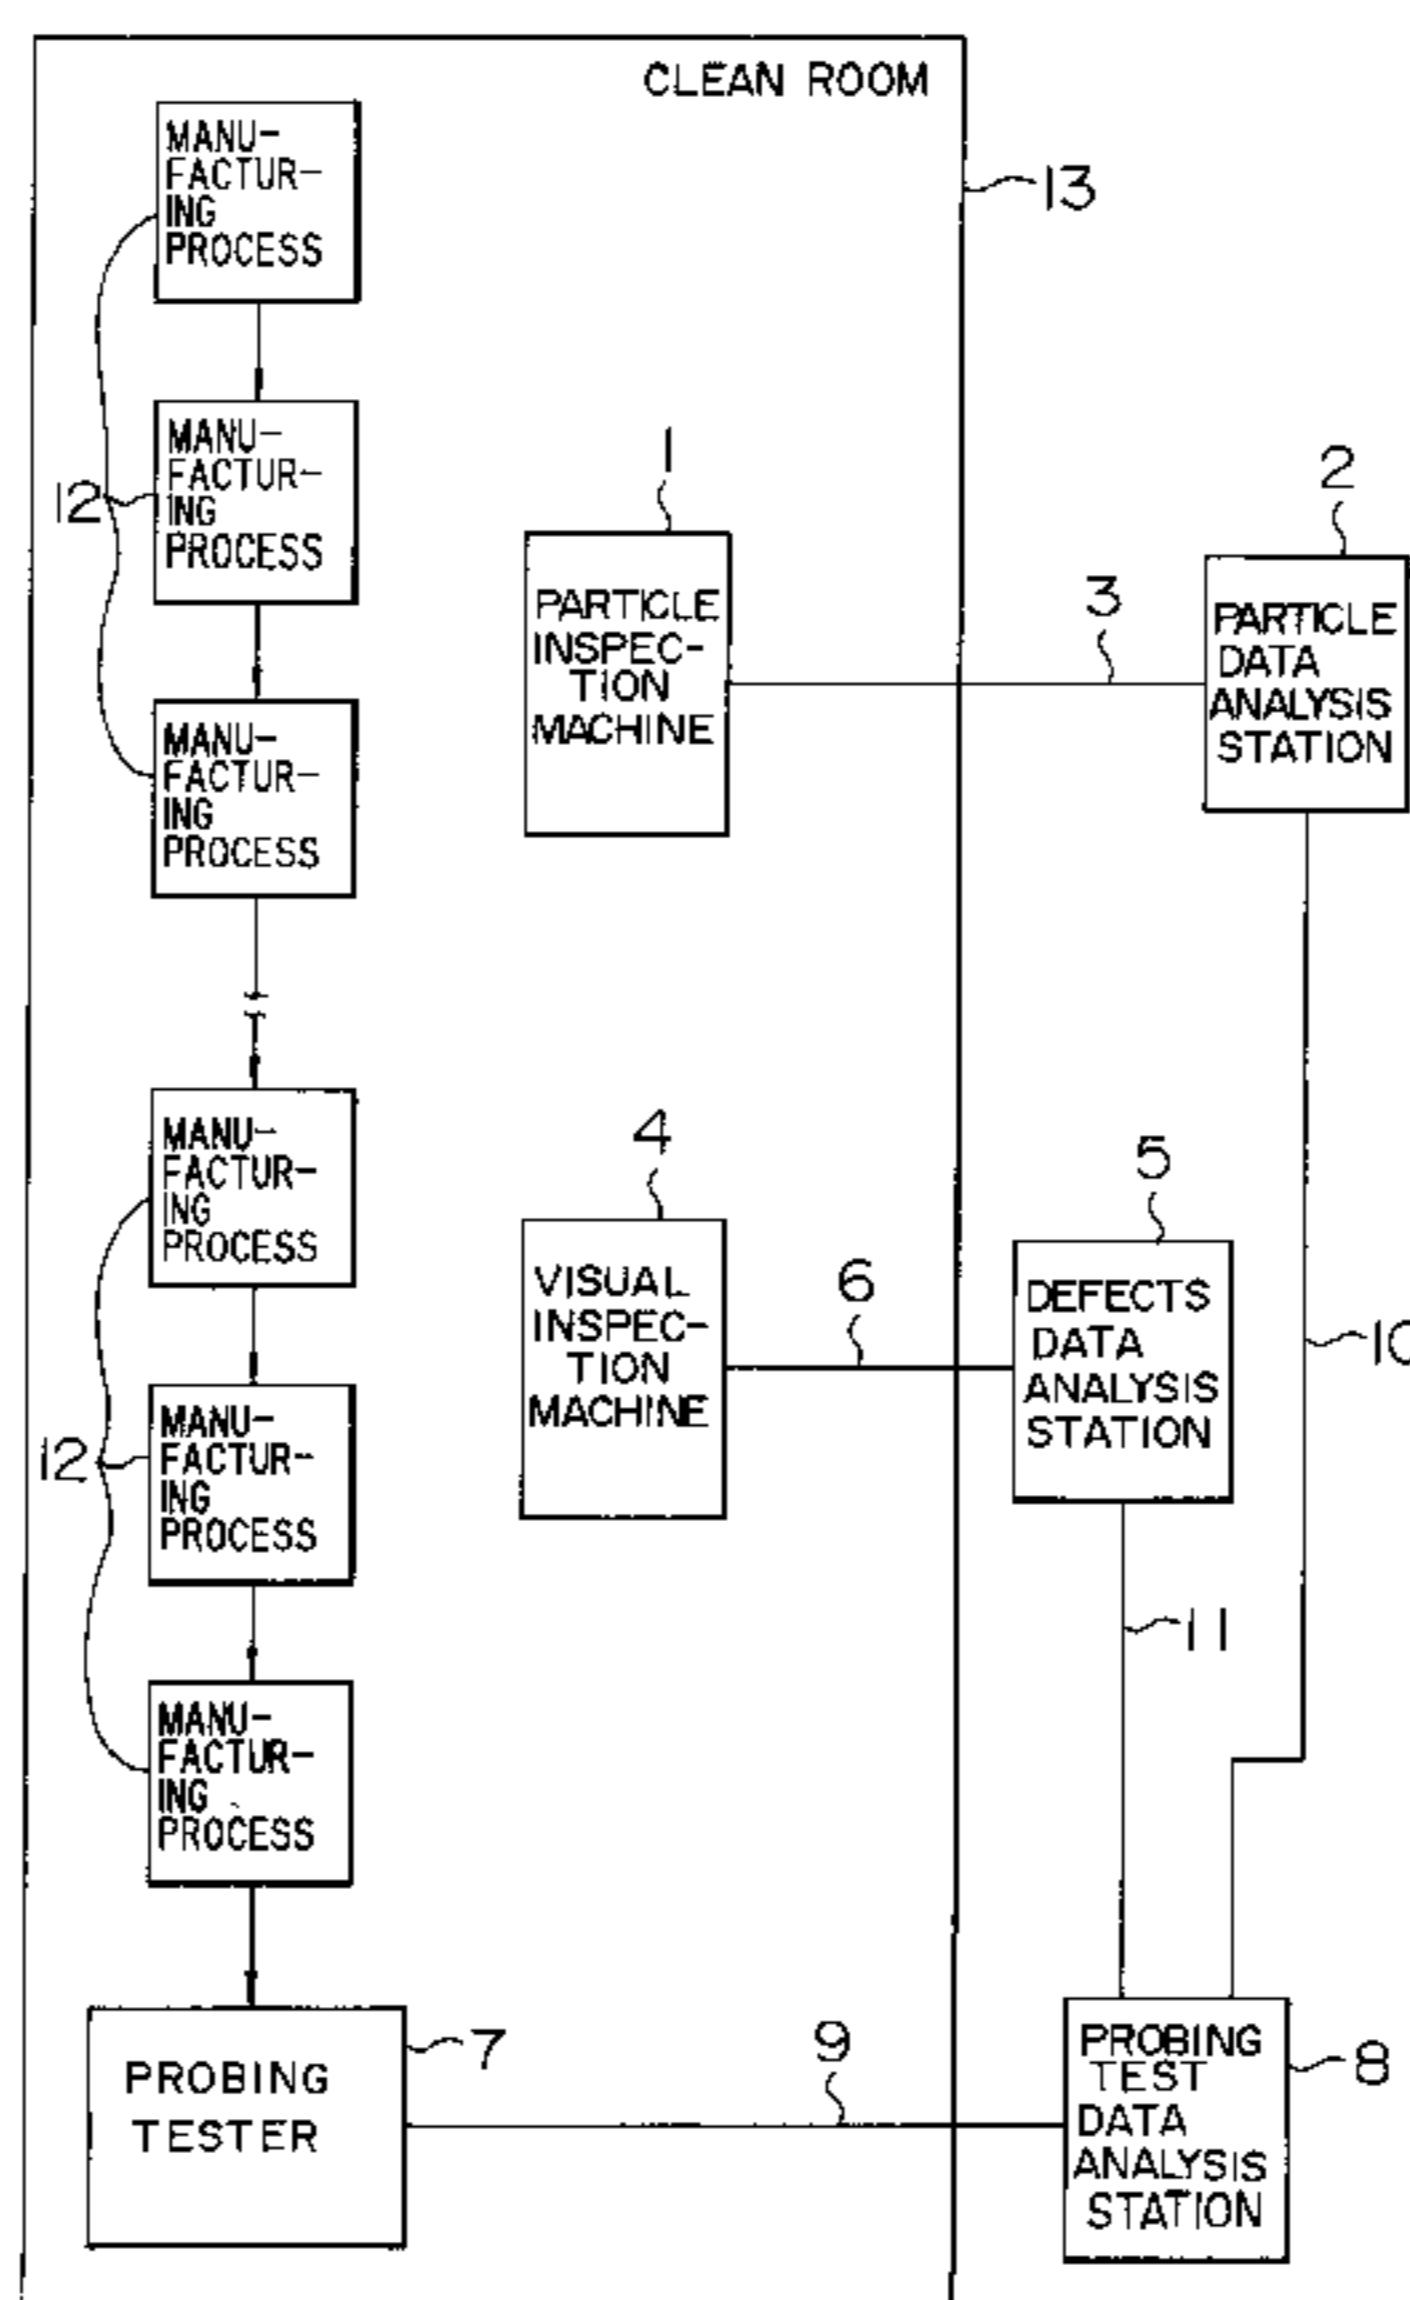 CLEAN ROOM
13
MANU-
FACTUR-
ING
PROCESS
MANU-
FACTUR-
ING
PROCESS
12
MANU-
FACTUR-
ING
PROCESS
1
PARTICLE
INSPEC-
TION
MACHINE
3
2
PARTICLE
DATA
ANALYSIS
STATION
10
MANU-
FACTUR-
ING
PROCESS
12
MANU-
FACTUR-
ING
PROCESS
MANU-
FACTUR-
ING
PROCESS
4
VISUAL
INSPEC-
TION
MACHINE
6
5
DEFECTS
DATA
ANALYSIS
STATION
11
PROBING
TESTER
7
9
PROBING
TEST
DATA
ANALYSIS
STATION
8